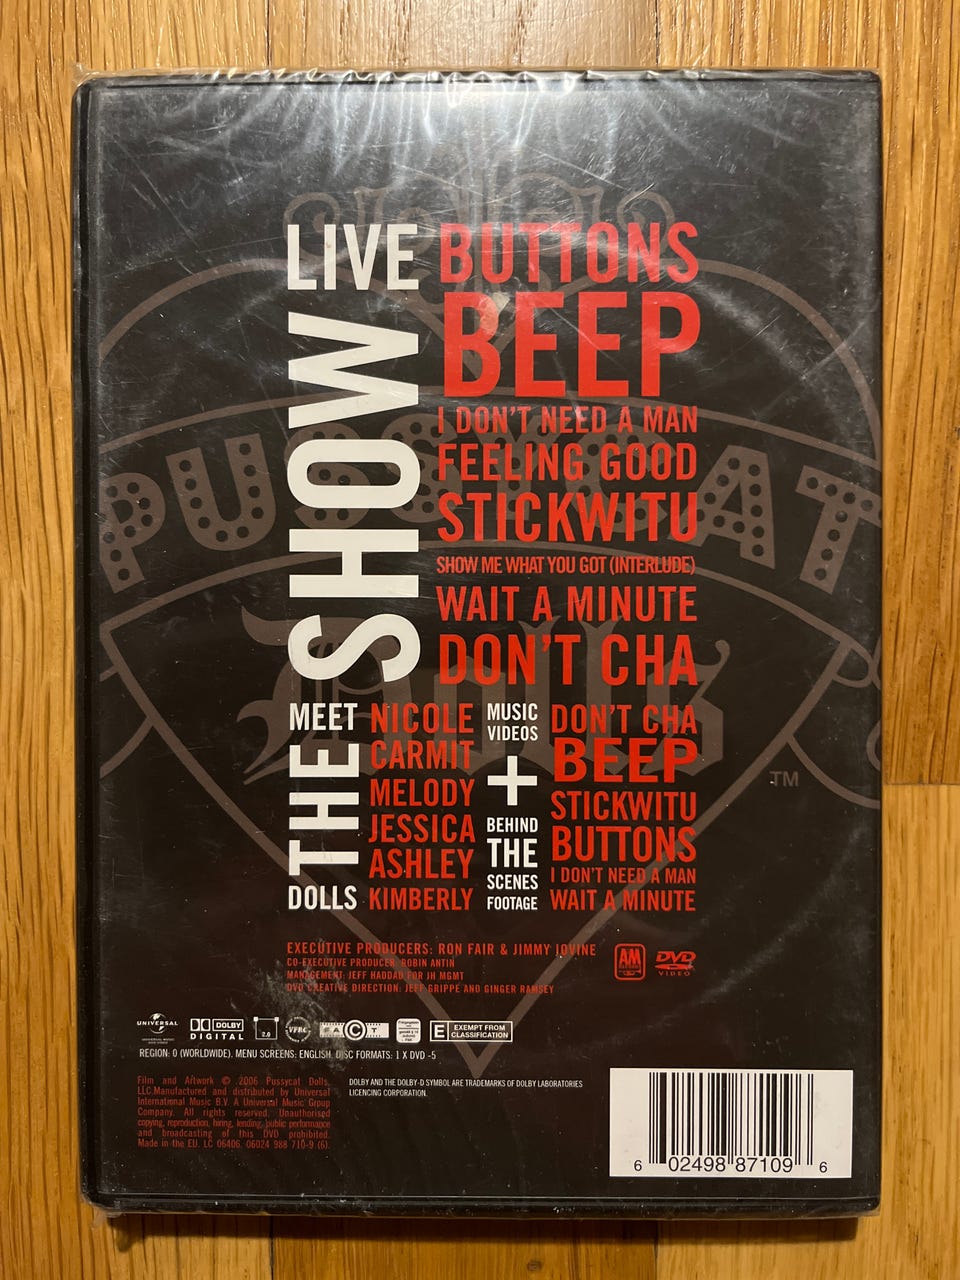 LIVE
THE SHOW
BUTTONS
BEEP
I DON'T NEED A MAN
FEELING GOOD
STICKWITU
SHOW ME WHAT YOU GOT (INTERLUDE)
WAIT A MINUTE
DON'T CHA
PUSSYCAT
Dolls
TM
MEET
THE
DOLLS
NICOLE
CARMIT
MELODY
JESSICA
ASHLEY
KIMBERLY
MUSIC
VIDEOS
+
BEHIND
THE
SCENES
FOOTAGE
DON'T CHA
BEEP
STICKWITU
BUTTONS
I DON'T NEED A MAN
WAIT A MINUTE
EXECUTIVE PRODUCERS: RON FAIR & JIMMY IOVINE
CO-EXECUTIVE PRODUCER: ROBIN ANTIN
MANAGEMENT: JEFF HADDAD FOR JH MGMT
DVD CREATIVE DIRECTION: JEFF GRIPPE AND GINGER RAMSEY
AM
DVD
VIDEO
UNIVERSAL
DOLBY
DIGITAL
2.0
VFRC
FACT
E EXEMPT FROM
CLASSIFICATION
REGION: 0 (WORLDWIDE). MENU SCREENS: ENGLISH. DISC FORMATS: 1 X DVD -5
Film and Artwork © 2006 Pussycat Dolls,
LLC.Manufactured and distributed by Universal
International Music B.V. A Universal Music Group
Company. All rights reserved. Unauthorised
copying, reproduction, hiring, lending, public performance
and broadcasting of this DVD prohibited.
Made in the EU. LC 06406. 06024 988 710-9 (6).
DOLBY AND THE DOLBY-D SYMBOL ARE TRADEMARKS OF DOLBY LABORATORIES
LICENCING CORPORATION.
6 02498 87109 6